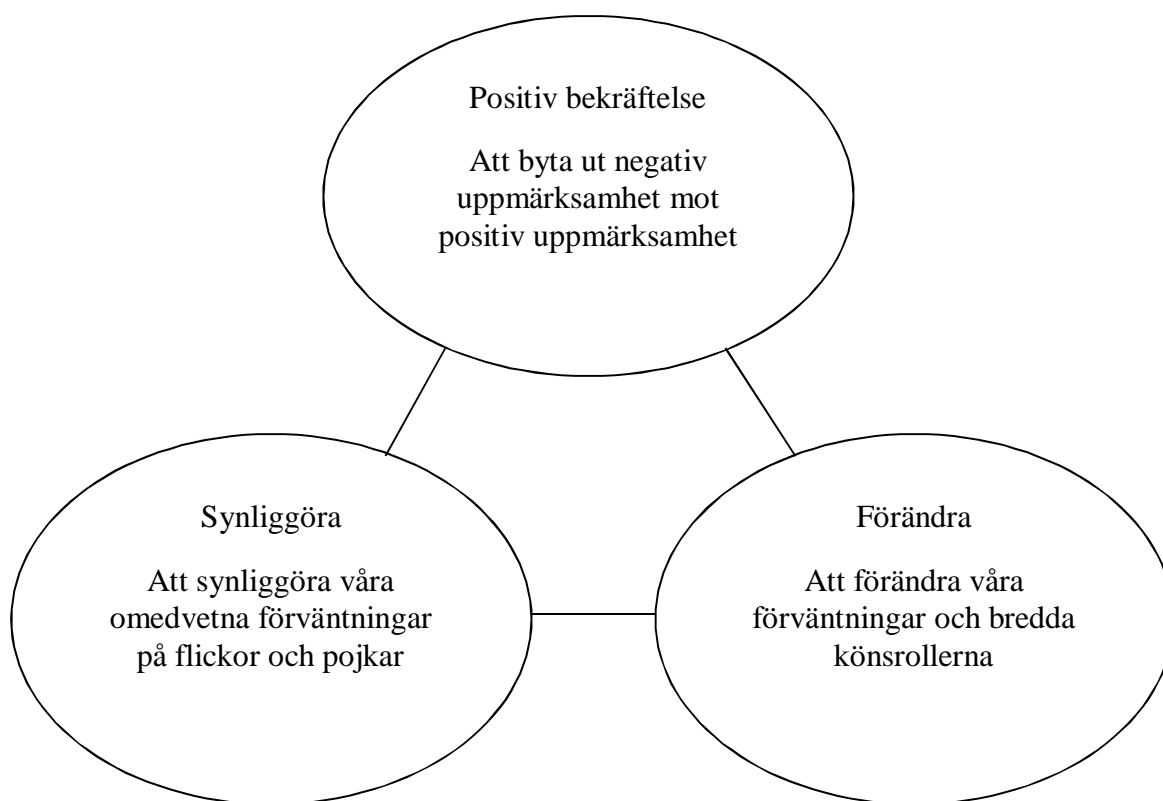 Positiv bekräftelse
Att byta ut negativ
uppmärksamhet mot
positiv uppmärksamhet
Synliggöra
Att synliggöra våra
omedvetna förväntningar
på flickor och pojkar
Förändra
Att förändra våra
förväntningar och bredda
könsrollerna